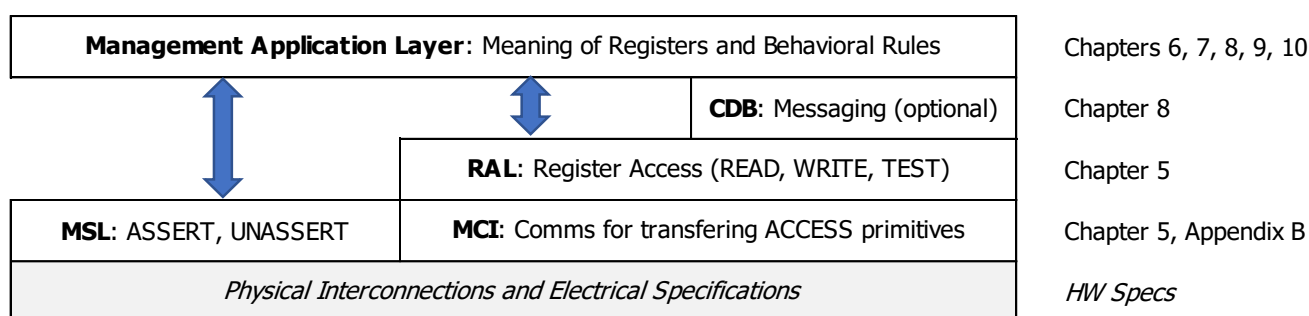 Management Application Layer: Meaning of Registers and Behavioral Rules Chapters 6, 7, 8, 9, 10
CDB: Messaging (optional) Chapter 8
RAL: Register Access (READ, WRITE, TEST) Chapter 5
MSL: ASSERT, UNASSERT MCI: Comms for transfering ACCESS primitives Chapter 5, Appendix B
Physical Interconnections and Electrical Specifications HW Specs